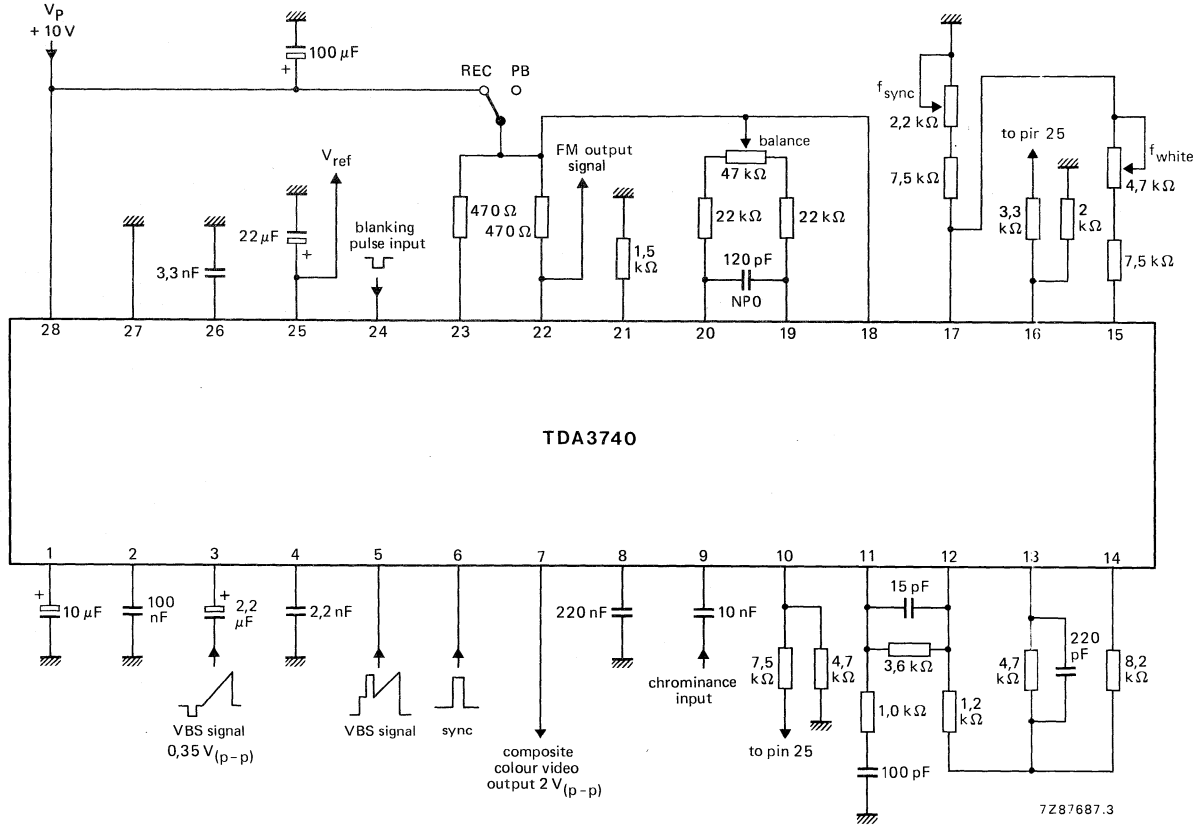 VP
+ 10 V
100 μF
+
REC
PB
fsync
2,2 kΩ
7,5 kΩ
to pir 25
fwhite
4,7 kΩ
3,3
kΩ
2
kΩ
7,5 kΩ
Vref
22 μF
+
3,3 nF
blanking
pulse input
470 Ω
470 Ω
FM output
signal
1,5
kΩ
balance
47 kΩ
22 kΩ
22 kΩ
120 pF
NP0
28
27
26
25
24
23
22
21
20
19
18
17
16
15
TDA3740
1
2
3
4
5
6
7
8
9
10
11
12
13
14
+
10 μF
100
nF
+
2,2
μF
2,2 nF
VBS signal
0,35 V(p-p)
VBS signal
sync
composite
colour video
output 2 V(p-p)
220 nF
10 nF
chrominance
input
7,5
kΩ
4,7
kΩ
to pin 25
15 pF
3,6 kΩ
1,0 kΩ
1,2
kΩ
100 pF
4,7
kΩ
220
pF
8,2
kΩ
7Z87687.3